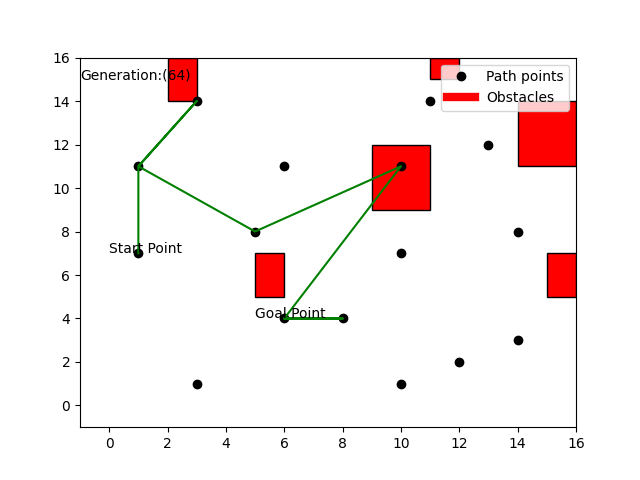 Generation:(64)
Path points
Obstacles
Start Point
Goal Point
16
14
12
10
8
6
4
2
0
0 2 4 6 8 10 12 14 16